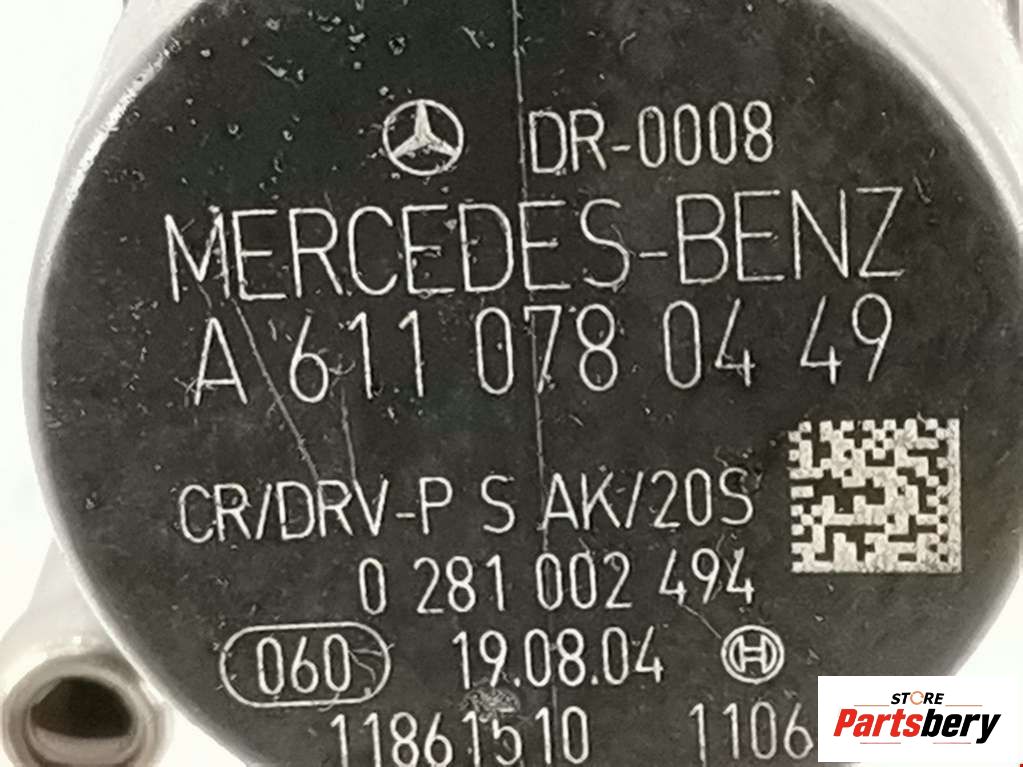 DR-0008
MERCEDES-BENZ
A 611 078 04 49
CR/DRV-P S AK/20S
0 281 002 494
060 19.08.04
11861510 1106
STORE
Partsbery